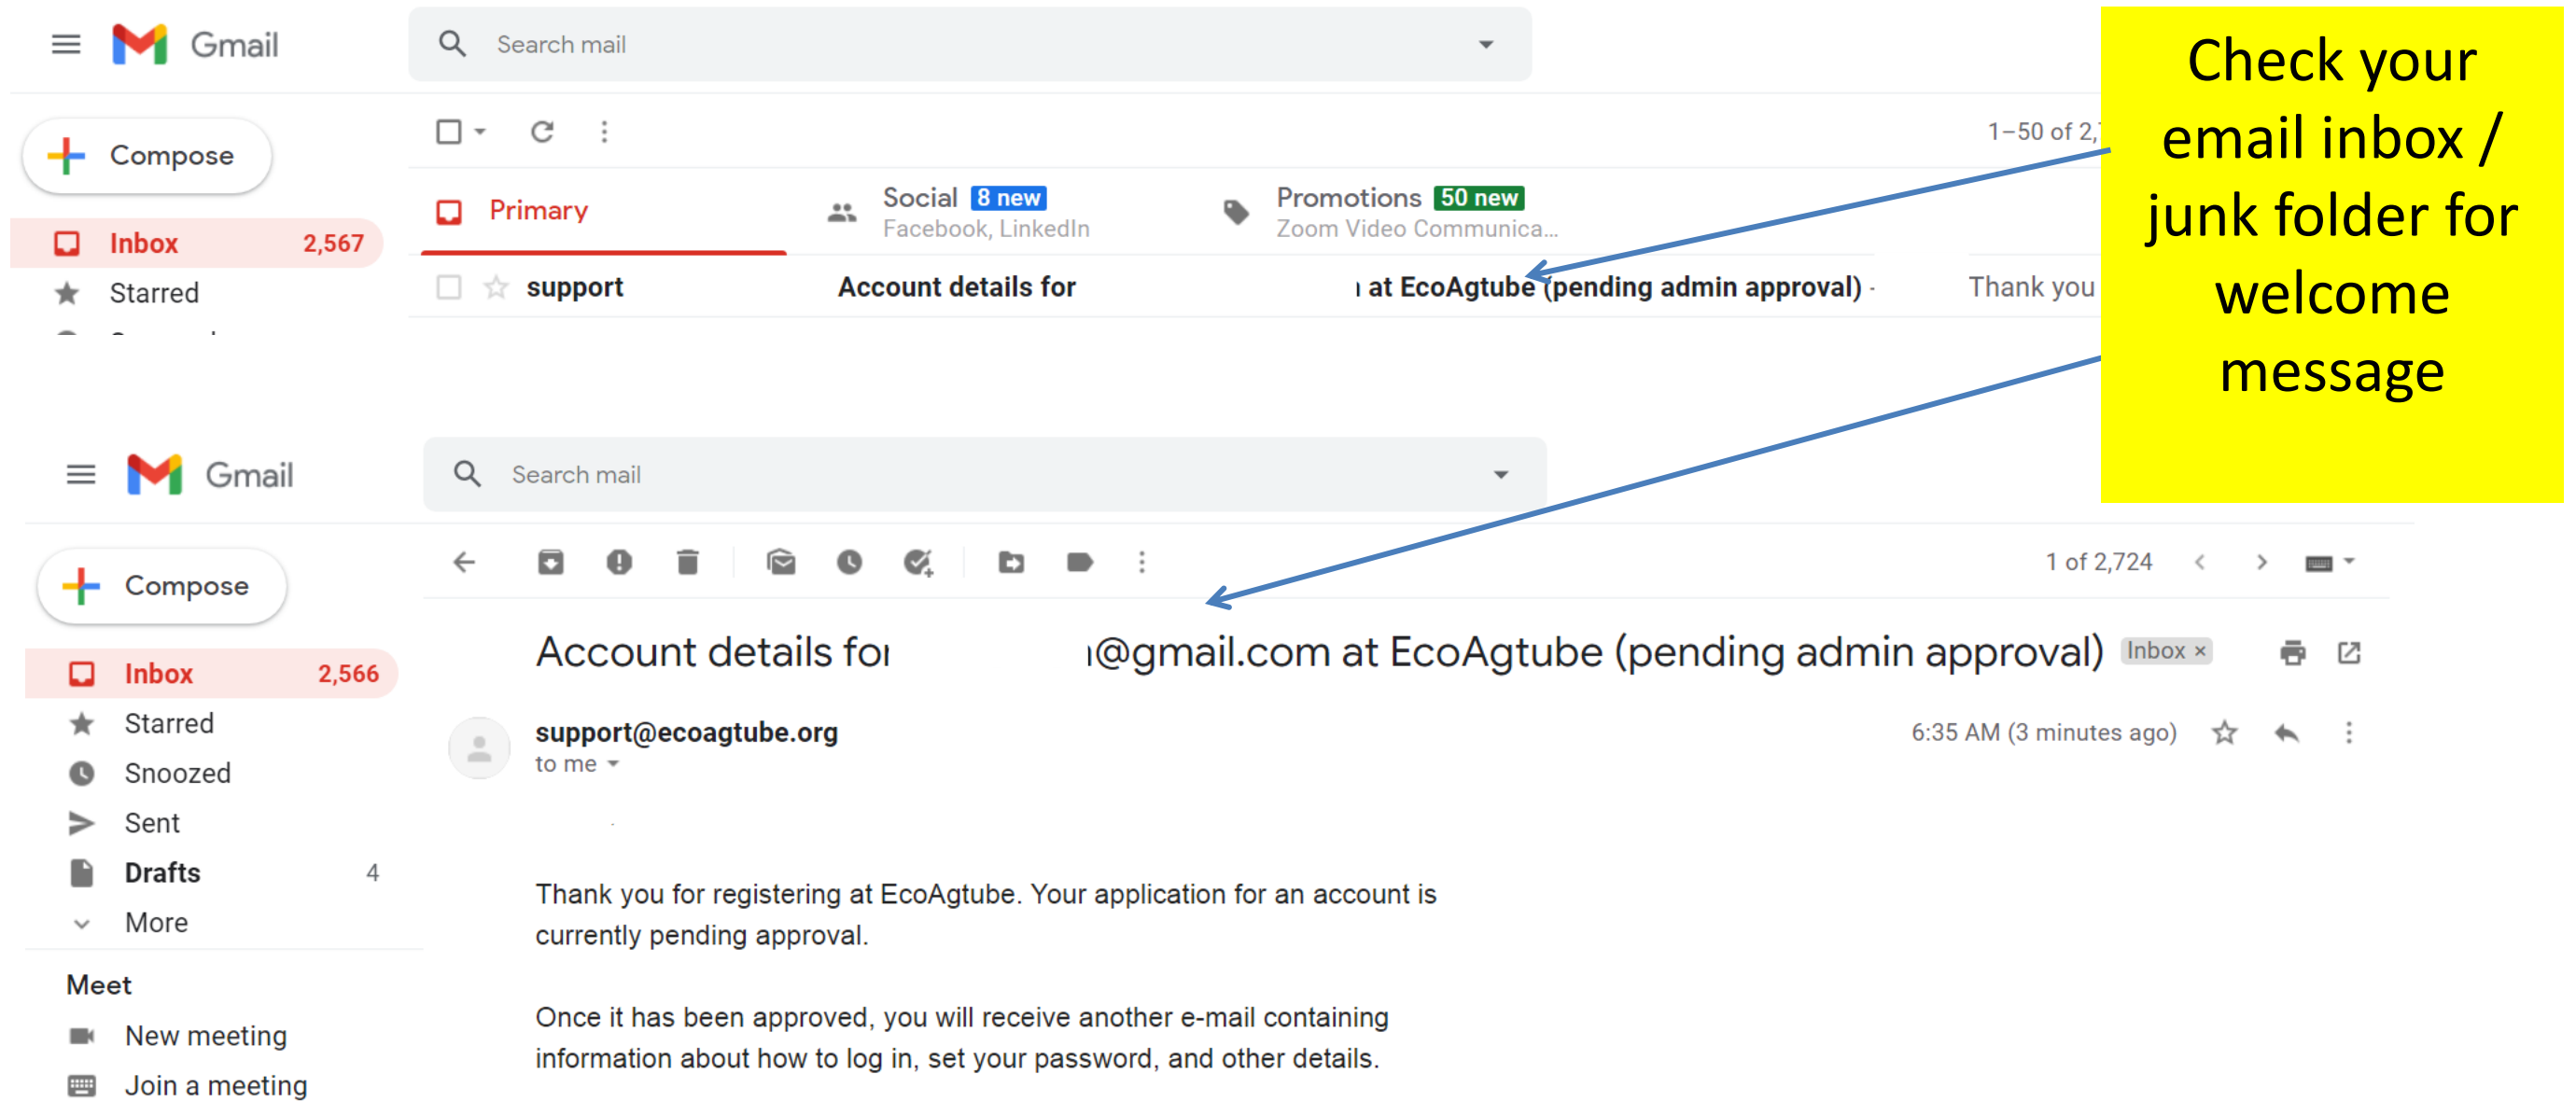 Gmail
Search mail
Compose
1–50 of 2,
Primary
Social 8 new
Facebook, LinkedIn
Promotions 50 new
Zoom Video Communica...
Inbox 2,567
Starred
support Account details for at EcoAgtube (pending admin approval) - Thank you
Check your
email inbox /
junk folder for
welcome
message
Gmail
Search mail
Compose
1 of 2,724
Inbox 2,566
Starred
Snoozed
Sent
Drafts 4
More
Meet
New meeting
Join a meeting
Account details for @gmail.com at EcoAgtube (pending admin approval) Inbox ×
support@ecoagtube.org 6:35 AM (3 minutes ago)
to me
Thank you for registering at EcoAgtube. Your application for an account is
currently pending approval.
Once it has been approved, you will receive another e-mail containing
information about how to log in, set your password, and other details.